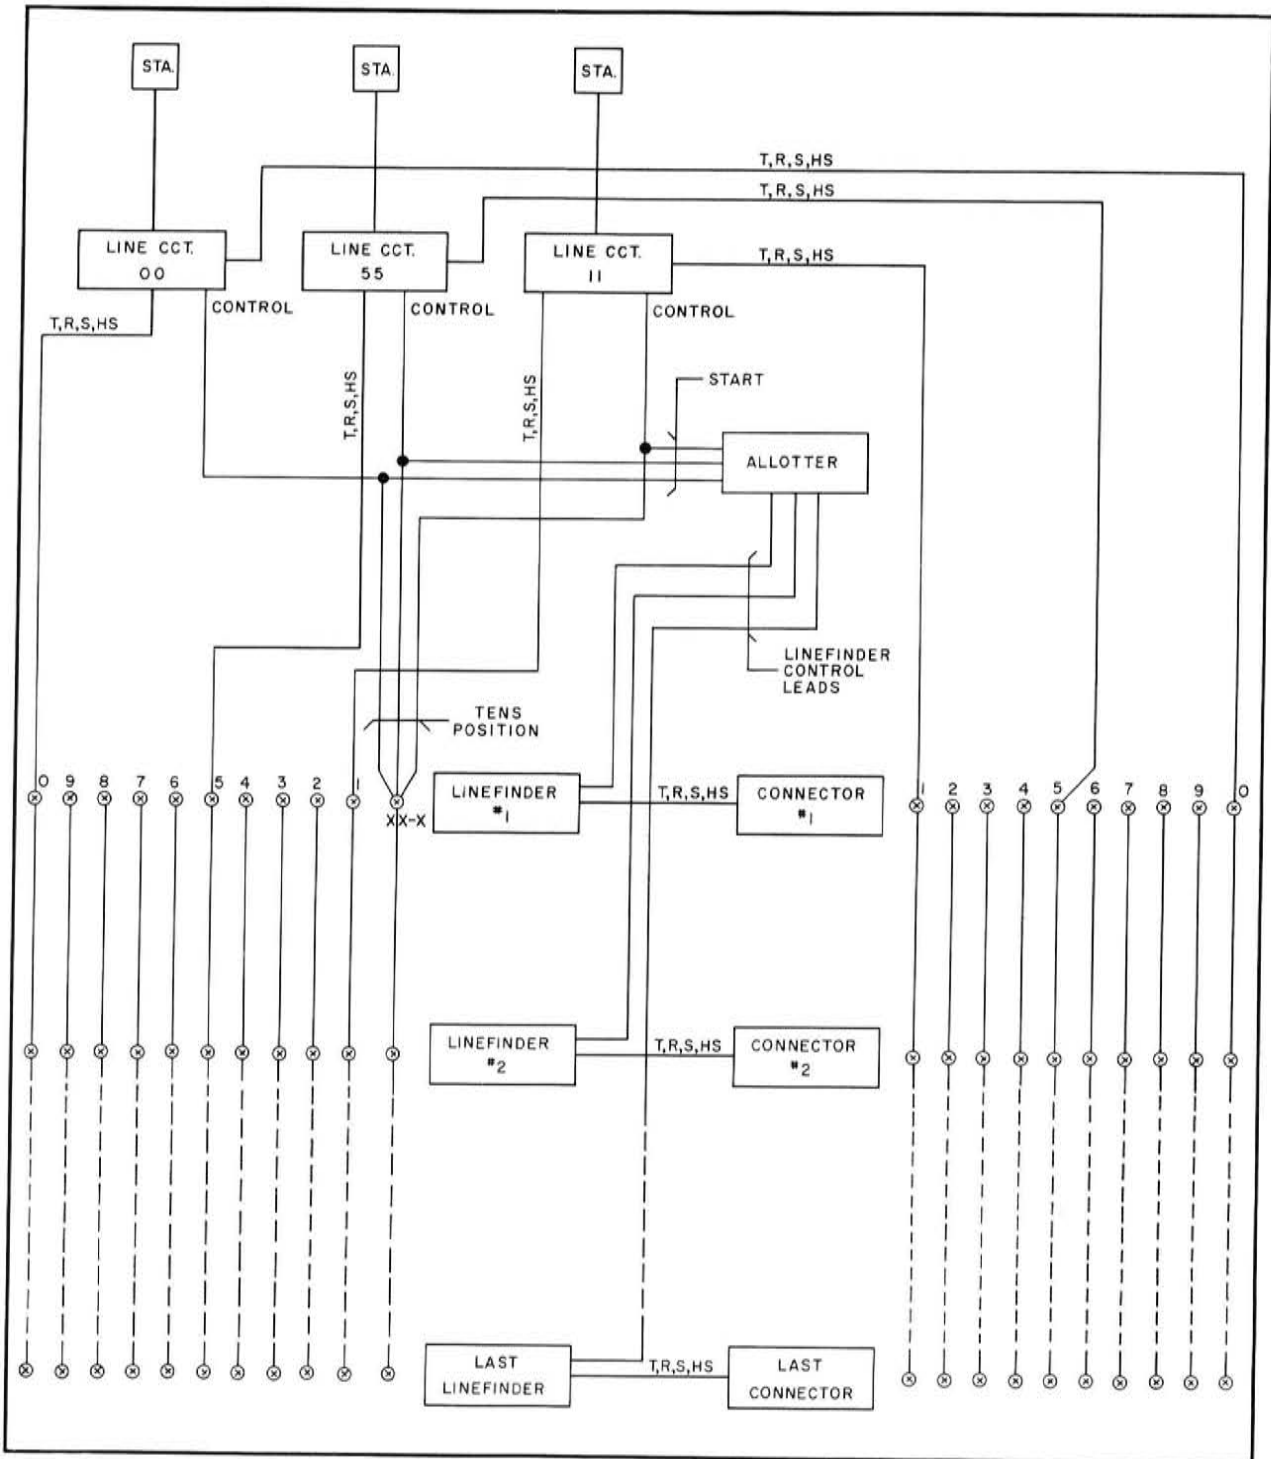 STA.
STA.
STA.
T,R,S,HS
T,R,S,HS
LINE CCT.
00
LINE CCT.
55
LINE CCT.
11
T,R,S,HS
CONTROL
CONTROL
CONTROL
T,R,S,HS
T,R,S,HS
T,R,S,HS
START
ALLOTTER
LINEFINDER
CONTROL
LEADS
TENS
POSITION
0 9 8 7 6 5 4 3 2 1
XX-X
LINEFINDER
#1
T,R,S,HS
CONNECTOR
#1
1 2 3 4 5 6 7 8 9 0
LINEFINDER
#2
T,R,S,HS
CONNECTOR
#2
LAST
LINEFINDER
T,R,S,HS
LAST
CONNECTOR